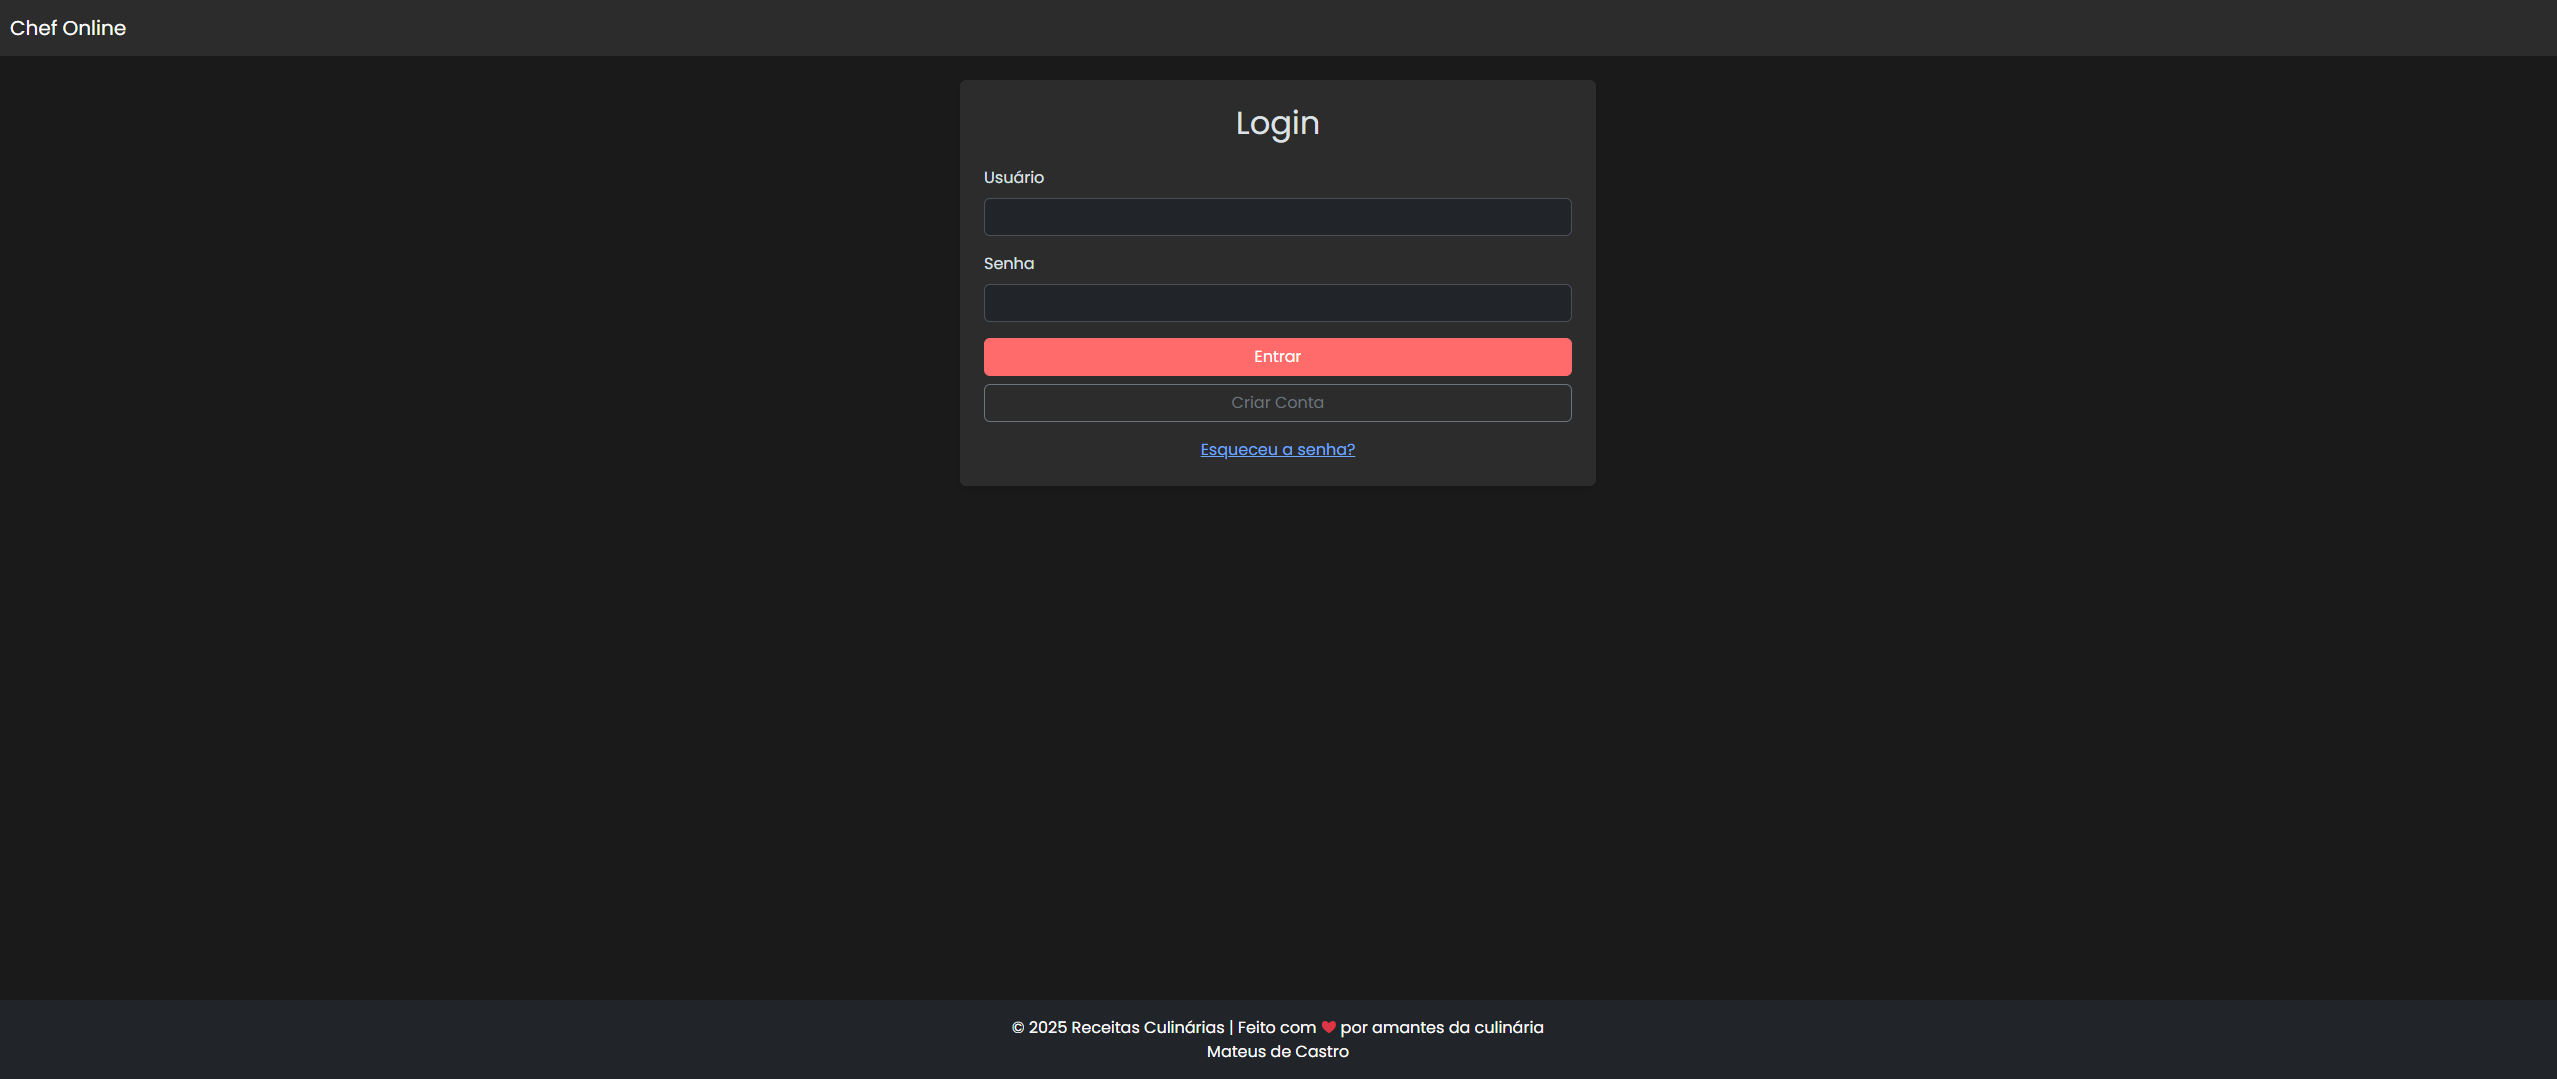 Chef Online
Login
Usuário
Senha
Entrar
Criar Conta
Esqueceu a senha?
© 2025 Receitas Culinárias | Feito com ❤ por amantes da culinária
Mateus de Castro